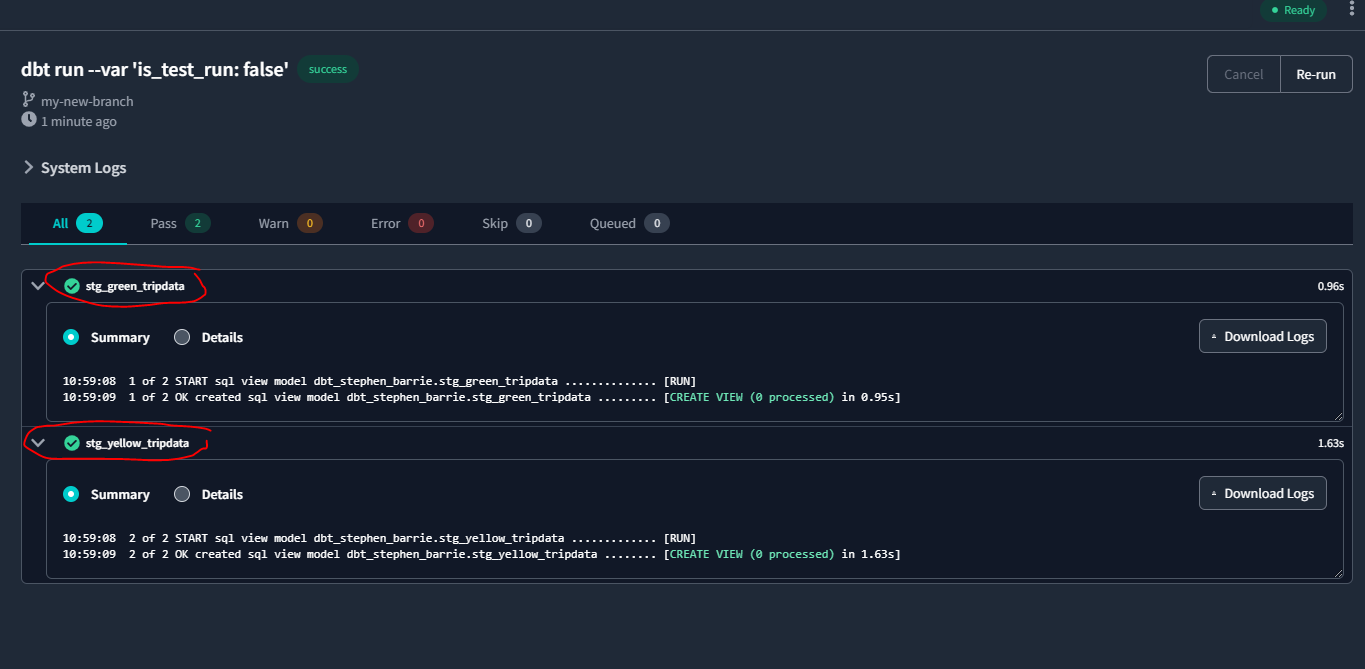 Ready
dbt run --var 'is_test_run: false' success
Cancel Re-run
my-new-branch
1 minute ago
System Logs
All 2 Pass 2 Warn 0 Error 0 Skip 0 Queued 0
stg_green_tripdata 0.96s
Summary Details Download Logs
10:59:08 1 of 2 START sql view model dbt_stephen_barrie.stg_green_tripdata .............. [RUN]
10:59:09 1 of 2 OK created sql view model dbt_stephen_barrie.stg_green_tripdata ......... [CREATE VIEW (0 processed) in 0.95s]
stg_yellow_tripdata 1.63s
Summary Details Download Logs
10:59:08 2 of 2 START sql view model dbt_stephen_barrie.stg_yellow_tripdata ............. [RUN]
10:59:09 2 of 2 OK created sql view model dbt_stephen_barrie.stg_yellow_tripdata ........ [CREATE VIEW (0 processed) in 1.63s]